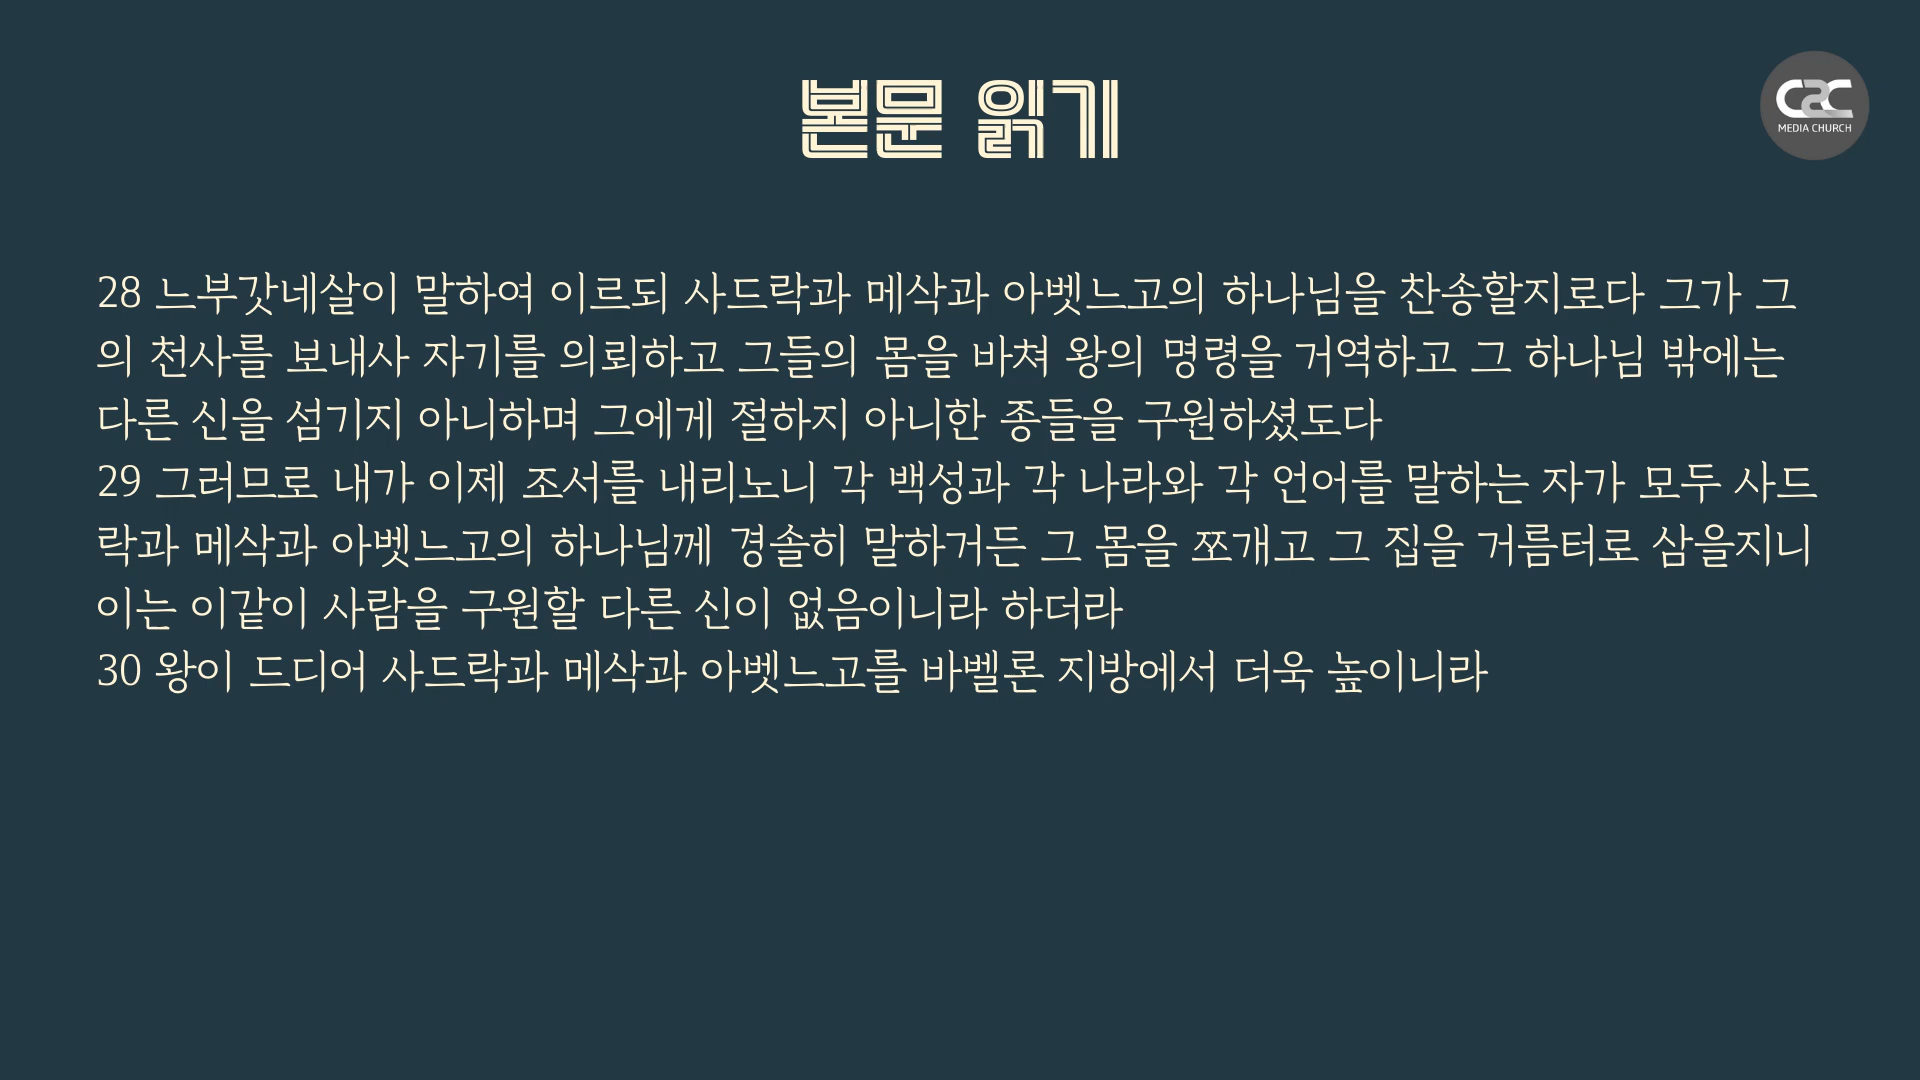 본문 읽기
C2C
MEDIA CHURCH
28 느부갓네살이 말하여 이르되 사드락과 메삭과 아벳느고의 하나님을 찬송할지로다 그가 그
의 천사를 보내사 자기를 의뢰하고 그들의 몸을 바쳐 왕의 명령을 거역하고 그 하나님 밖에는
다른 신을 섬기지 아니하며 그에게 절하지 아니한 종들을 구원하셨도다
29 그러므로 내가 이제 조서를 내리노니 각 백성과 각 나라와 각 언어를 말하는 자가 모두 사드
락과 메삭과 아벳느고의 하나님께 경솔히 말하거든 그 몸을 쪼개고 그 집을 거름터로 삼을지니
이는 이같이 사람을 구원할 다른 신이 없음이니라 하더라
30 왕이 드디어 사드락과 메삭과 아벳느고를 바벨론 지방에서 더욱 높이니라